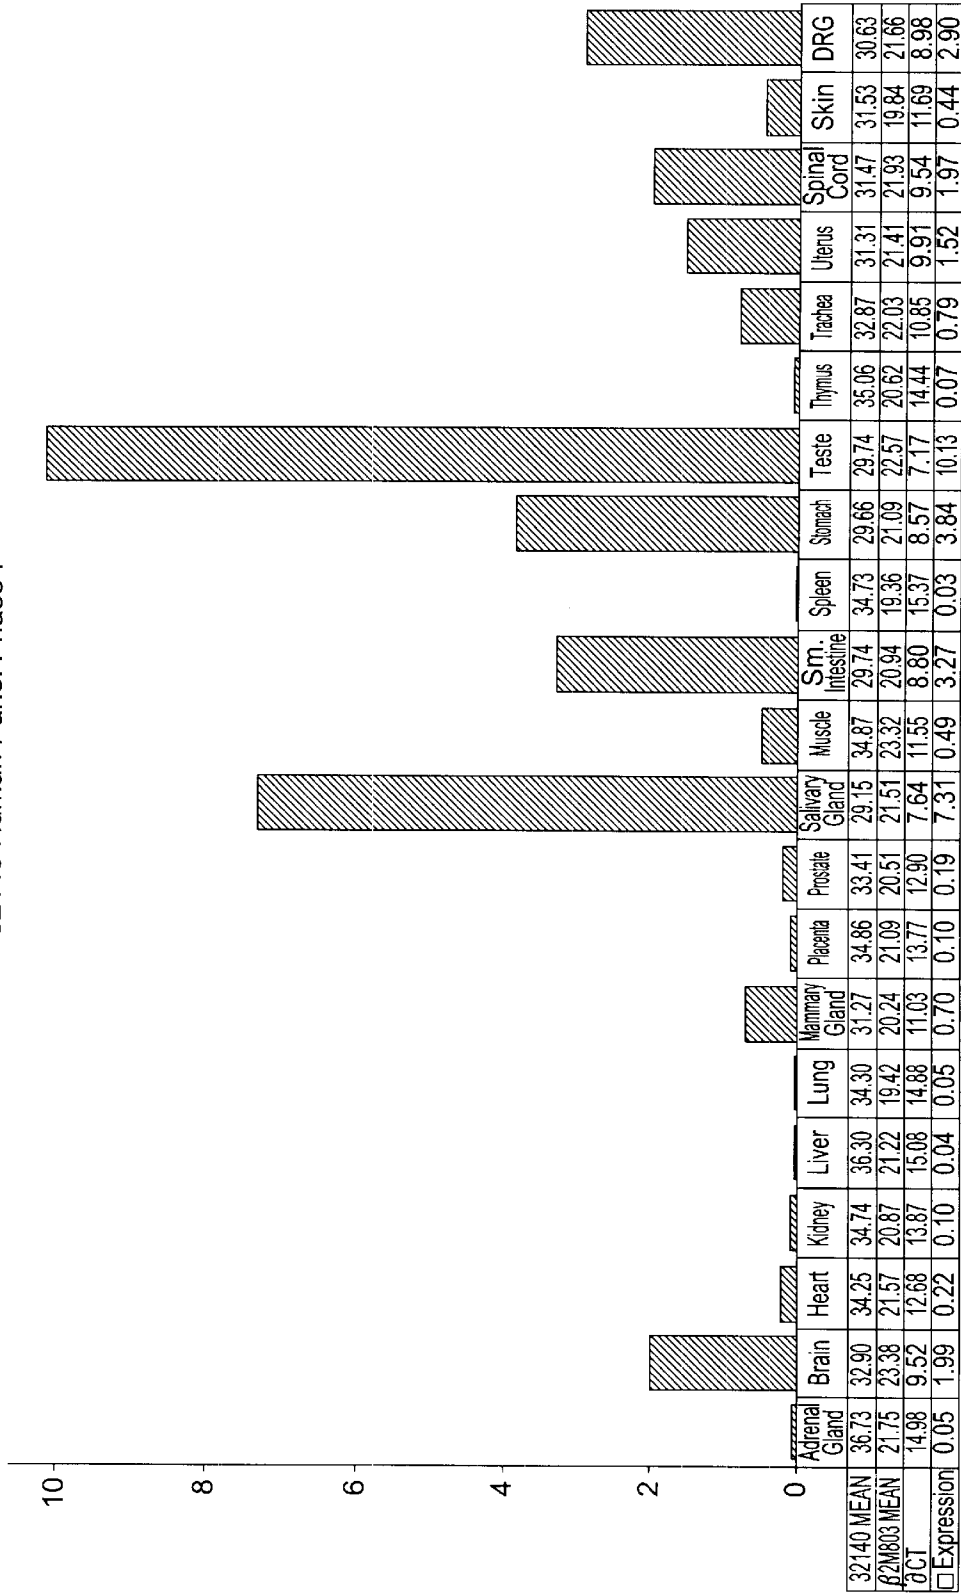 10
8
6
4
2
0
Adrenal Gland Brain Heart Kidney Liver Lung Mammary Gland Placenta Prostate Salivary Gland Muscle Sm. Intestine Spleen Stomach Teste Thymus Trachea Uterus Spinal Cord Skin DRG
32140 MEAN 36.73 32.90 34.25 34.74 36.30 34.30 31.27 34.86 33.41 29.15 34.87 29.74 34.73 29.66 29.74 35.06 32.87 31.31 31.47 31.53 30.63
β2M803 MEAN 21.75 23.38 21.57 20.87 21.22 19.42 20.24 21.09 20.51 21.51 23.32 20.94 19.36 21.09 22.57 20.62 22.03 21.41 21.93 19.84 21.66
∂CT 14.98 9.52 12.68 13.87 15.08 14.88 11.03 13.77 12.90 7.64 11.55 8.80 15.37 8.57 7.17 14.44 10.85 9.91 9.54 11.69 8.98
□ Expression 0.05 1.99 0.22 0.10 0.04 0.05 0.70 0.10 0.19 7.31 0.49 3.27 0.03 3.84 10.13 0.07 0.79 1.52 1.97 0.44 2.90